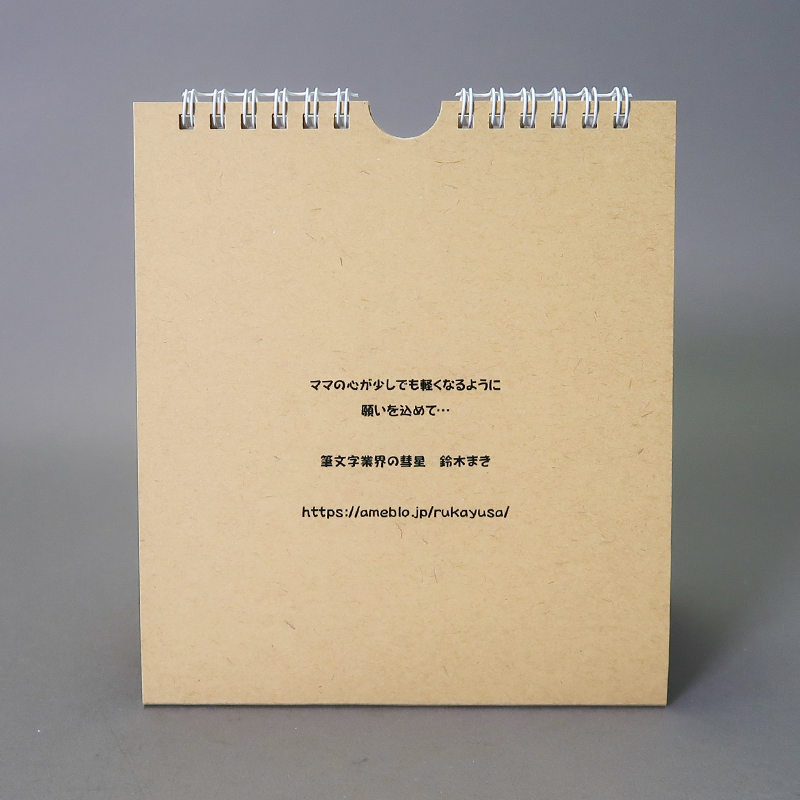 ママの心が少しでも軽くなるように
願いを込めて…
筆文字業界の彗星　鈴木まき
https://ameblo.jp/rukayusa/